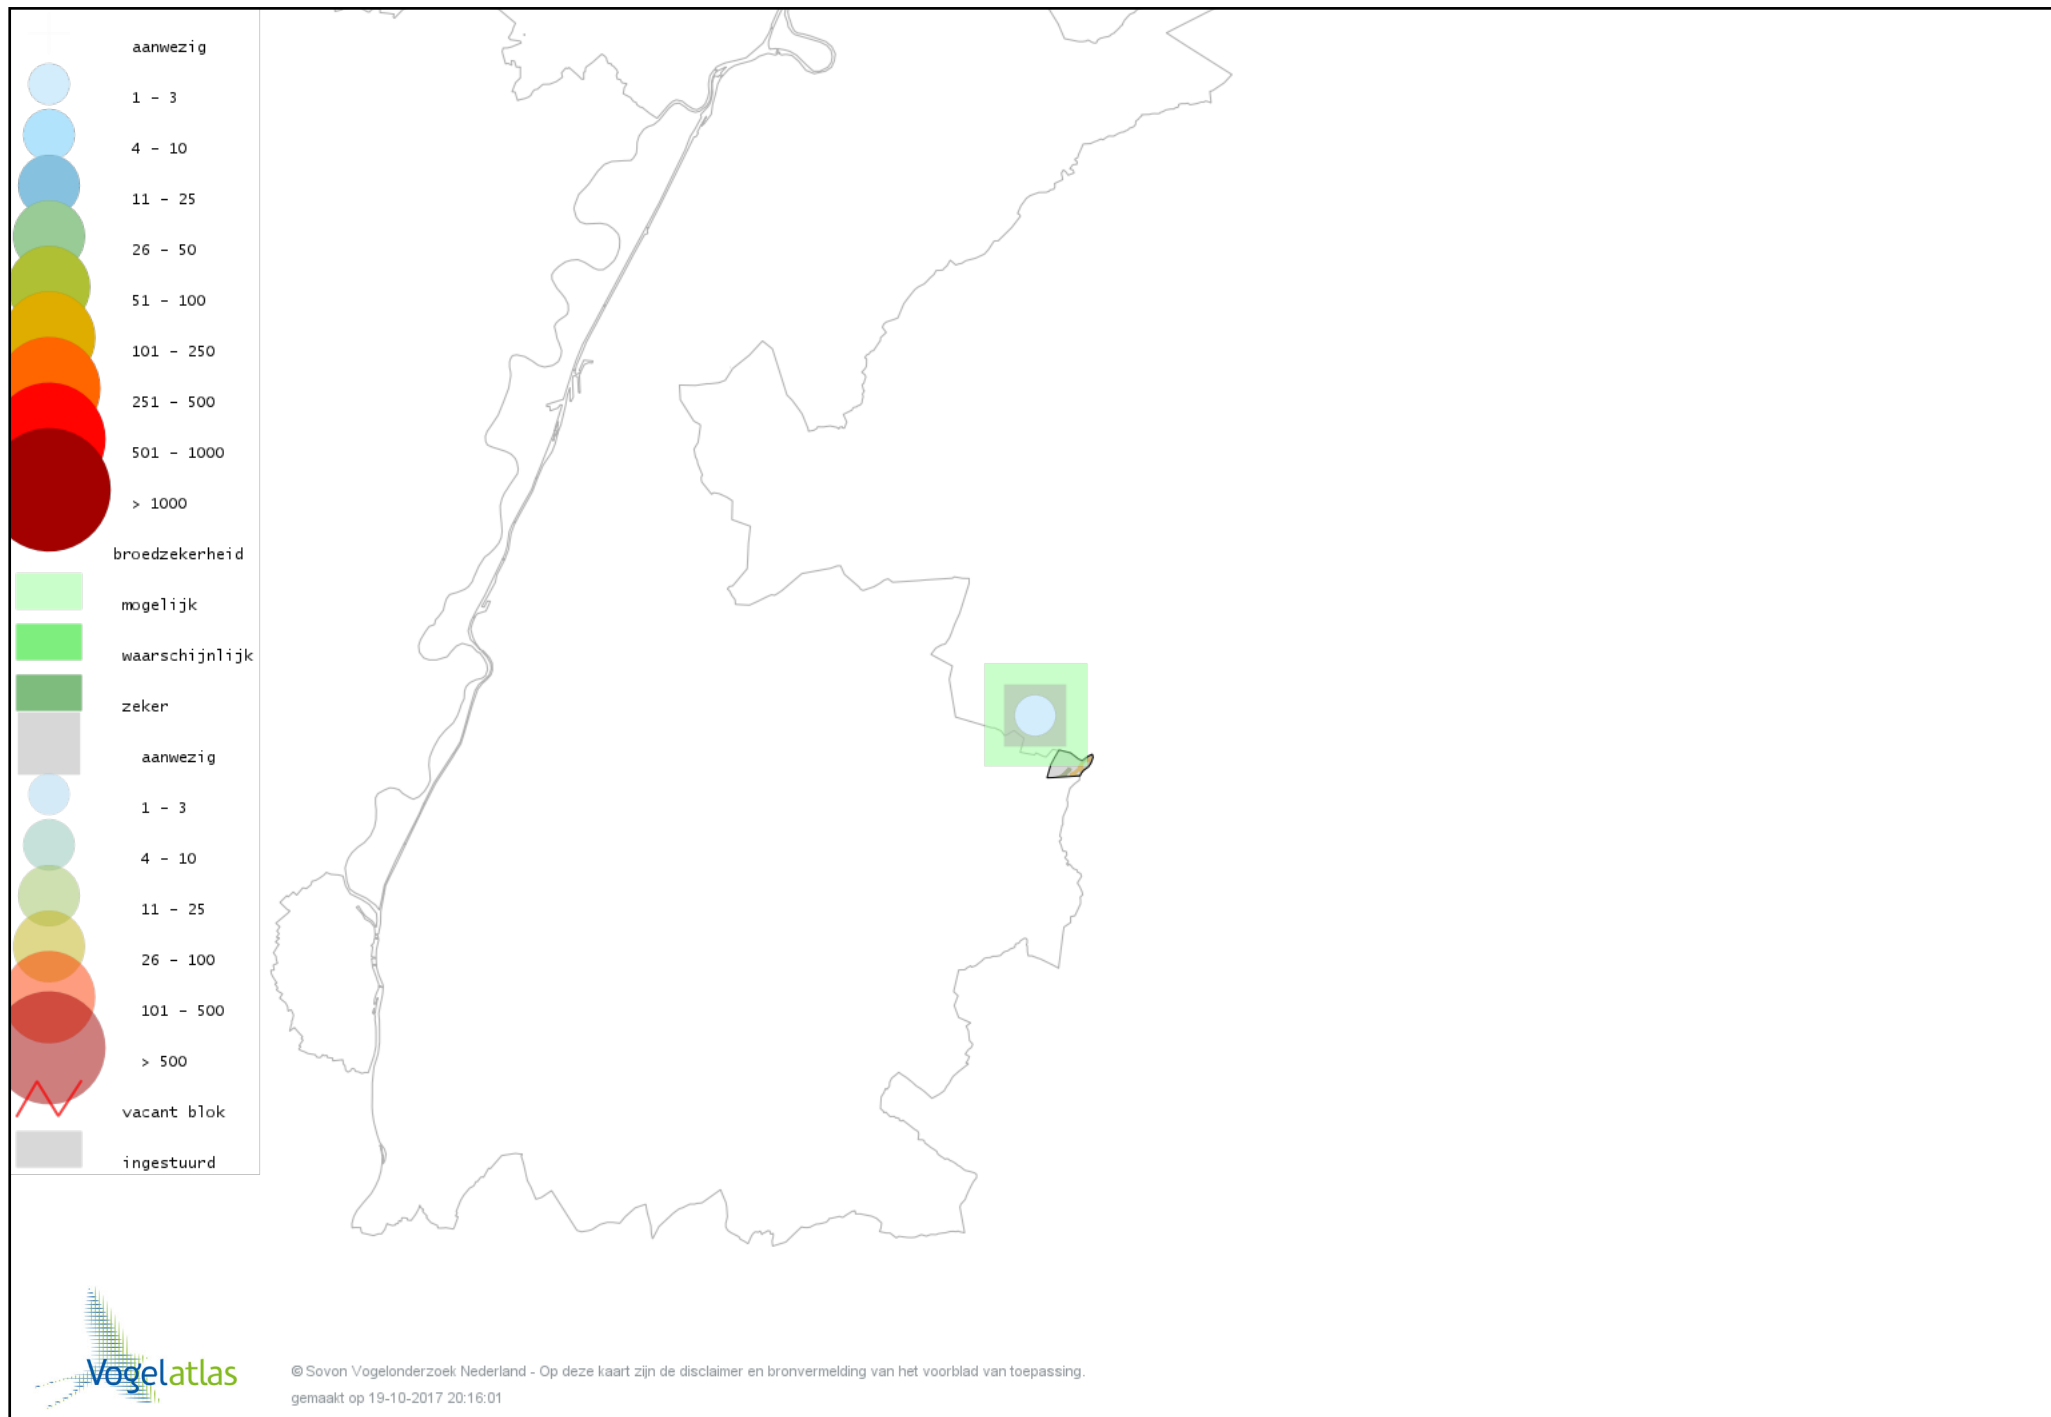 aanwezig
1 - 3
4 - 10
11 - 25
26 - 50
51 - 100
101 - 250
251 - 500
501 - 1000
> 1000
broedzekerheid
mogelijk
waarschijnlijk
zeker
aanwezig
1 - 3
4 - 10
11 - 25
26 - 100
101 - 500
> 500
vacant blok
ingestuurd
Vogelatlas
© Sovon Vogelonderzoek Nederland - Op deze kaart zijn de disclaimer en bronvermelding van het voorblad van toepassing.
gemaakt op 19-10-2017 20:16:01